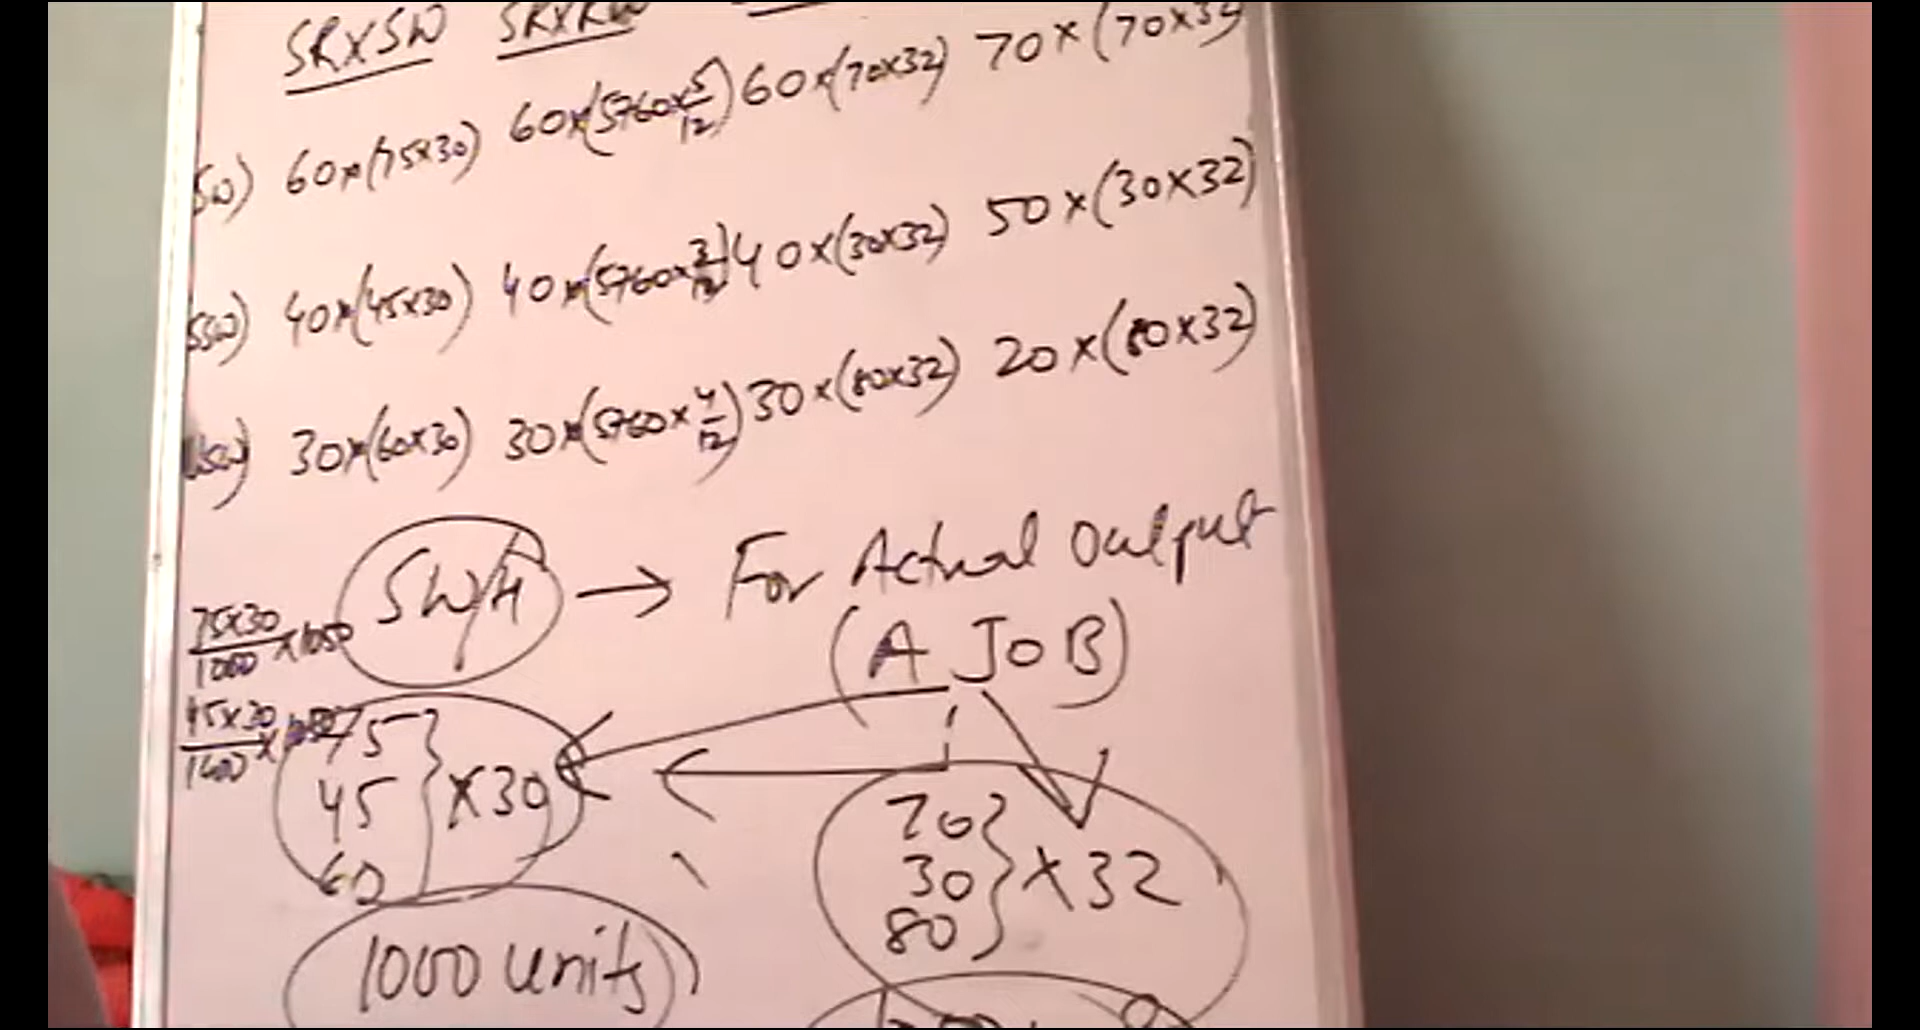 SRXSW SRXRW
SW) 60×(75×30) 60×(5760×5/12) 60×(70×32) 70×(70×32
SSW) 40×(45×30) 40×(5760×3/12) 40×(30×32) 50×(30×32)
USW) 30×(60×30) 30×(5760×4/12) 30×(80×32) 20×(80×32)
SW/H → For Actual Output
75×30/1000 ×1050
(A JOB)
45×30/1000 ×
75
45 } ×30
60
70
30 } ×32
80
1000 units